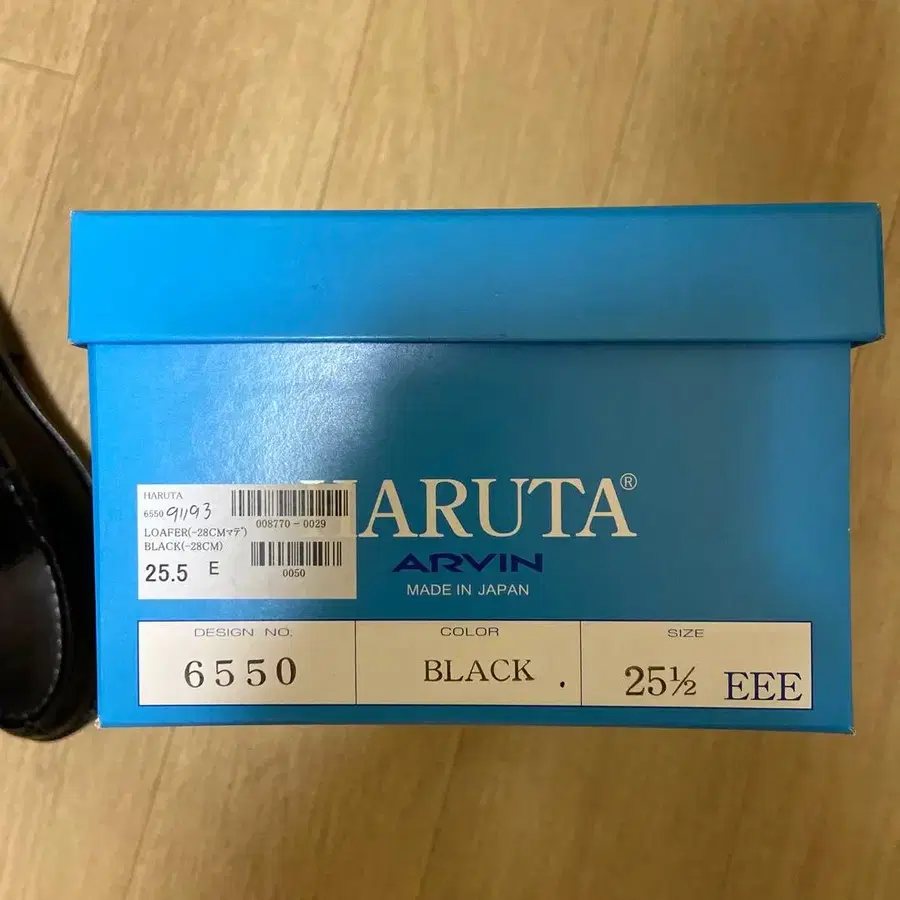 HARUTA
6550 91193
008770-0029
LOAFER(-28CMマデ)
BLACK(-28CM)
25.5 E
0050
HARUTA®
ARVIN
MADE IN JAPAN
DESIGN NO. COLOR SIZE
6550 BLACK . 25½ EEE